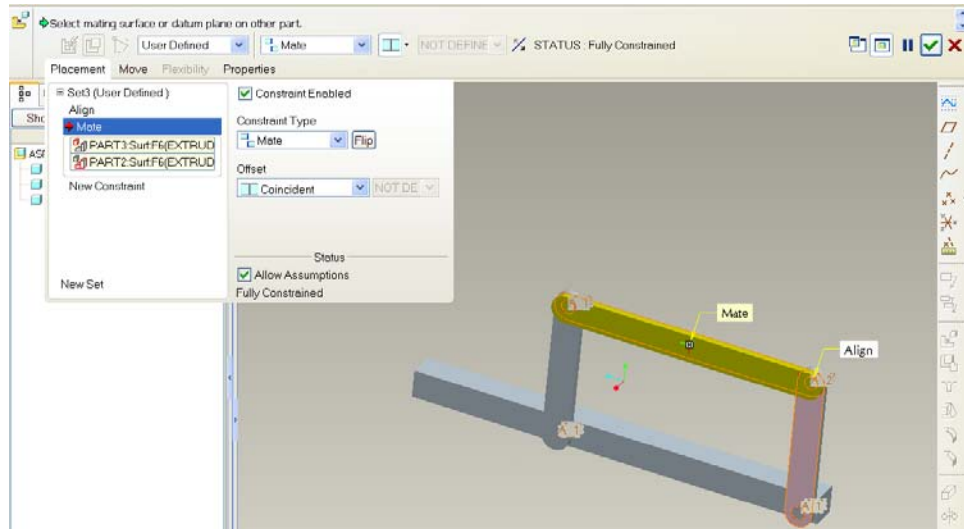 Select mating surface or datum plane on other part.
User Defined Mate NOT DEFINE STATUS : Fully Constrained
Placement Move Flexibility Properties
Set3 (User Defined )
Align
Mate
PART3:Surf:F6(EXTRUD
PART2:Surf:F6(EXTRUD
New Constraint
New Set
Constraint Enabled
Constraint Type
Mate Flip
Offset
Coincident NOT DE
Status
Allow Assumptions
Fully Constrained
Sho
ASM
Mate
Align